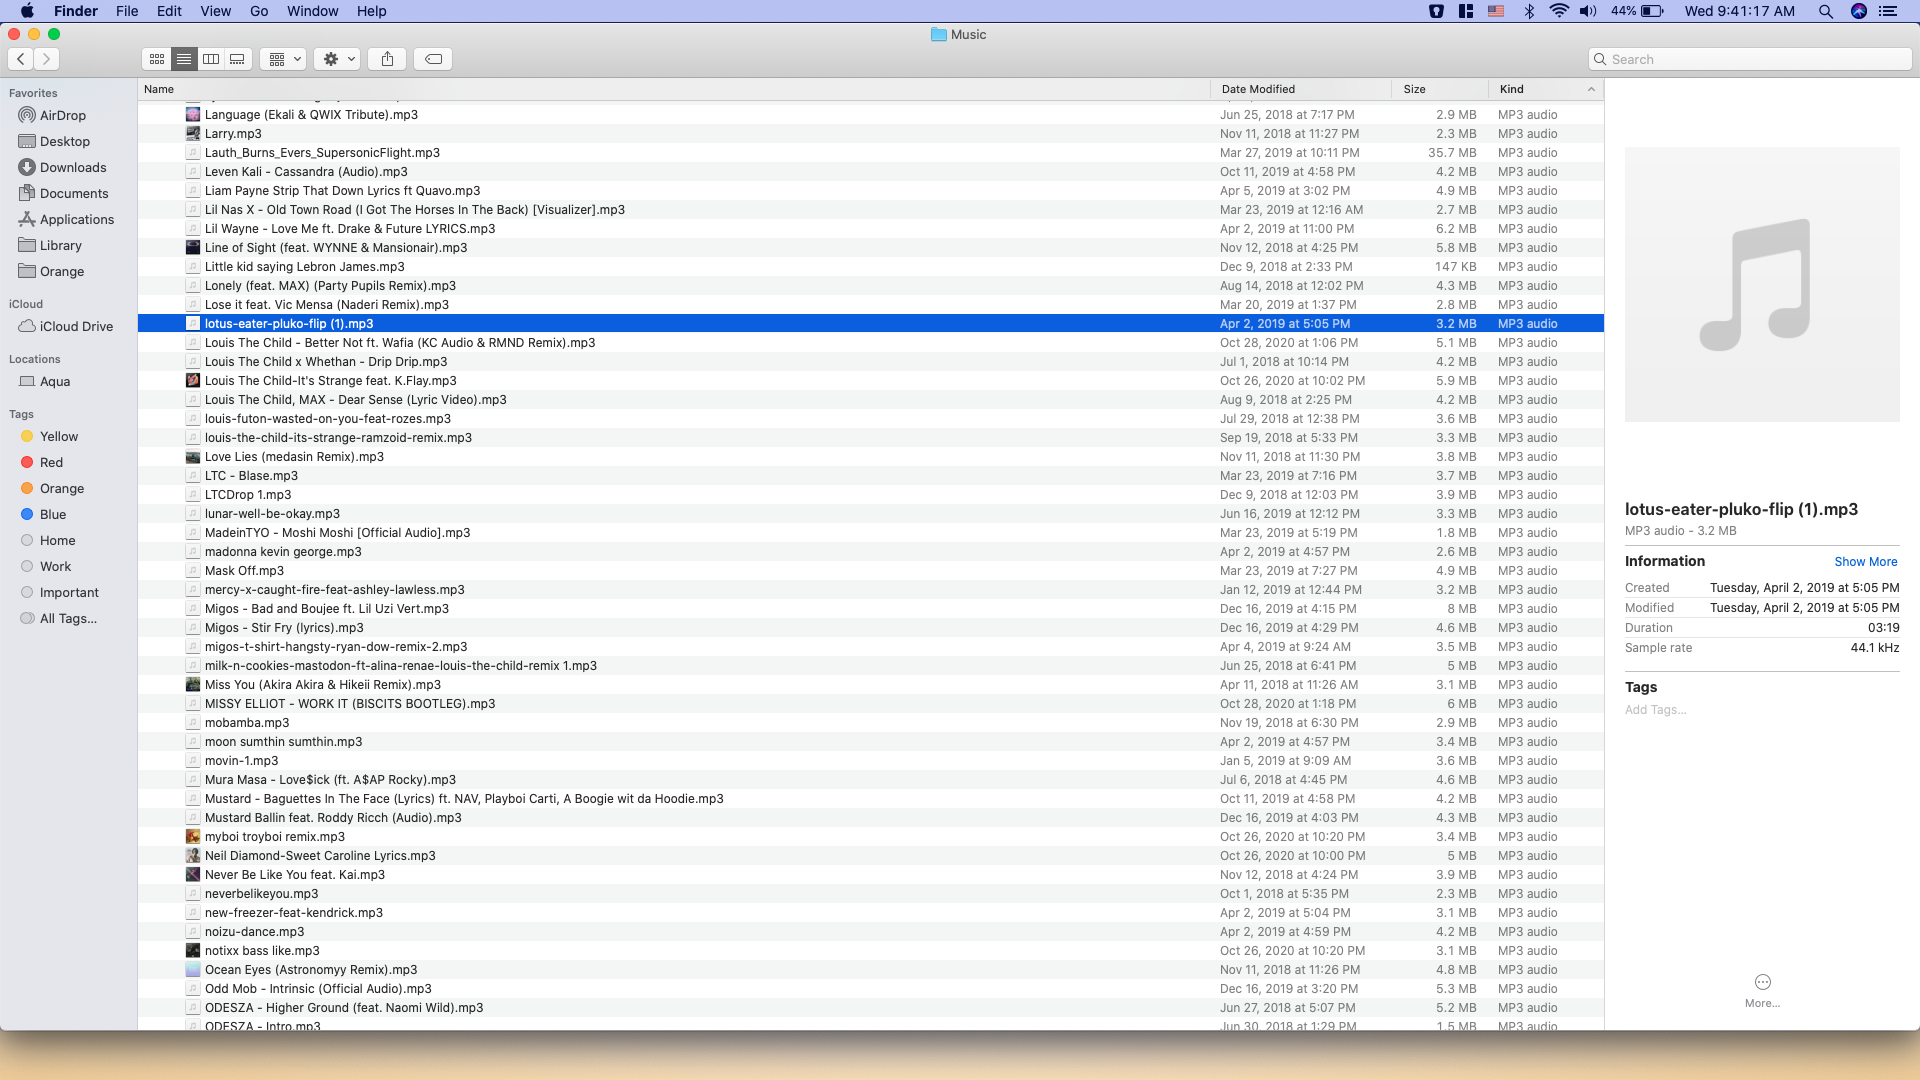 Finder File Edit View Go Window Help 44% Wed 9:41:17 AM
Music
Search
Favorites
AirDrop
Desktop
Downloads
Documents
Applications
Library
Orange
iCloud
iCloud Drive
Locations
Aqua
Tags
Yellow
Red
Orange
Blue
Home
Work
Important
All Tags...
Name Date Modified Size Kind
Language (Ekali & QWIX Tribute).mp3 Jun 25, 2018 at 7:17 PM 2.9 MB MP3 audio
Larry.mp3 Nov 11, 2018 at 11:27 PM 2.3 MB MP3 audio
Lauth_Burns_Evers_SupersonicFlight.mp3 Mar 27, 2019 at 10:11 PM 35.7 MB MP3 audio
Leven Kali - Cassandra (Audio).mp3 Oct 11, 2019 at 4:58 PM 4.2 MB MP3 audio
Liam Payne Strip That Down Lyrics ft Quavo.mp3 Apr 5, 2019 at 3:02 PM 4.9 MB MP3 audio
Lil Nas X - Old Town Road (I Got The Horses In The Back) [Visualizer].mp3 Mar 23, 2019 at 12:16 AM 2.7 MB MP3 audio
Lil Wayne - Love Me ft. Drake & Future LYRICS.mp3 Apr 2, 2019 at 11:00 PM 6.2 MB MP3 audio
Line of Sight (feat. WYNNE & Mansionair).mp3 Nov 12, 2018 at 4:25 PM 5.8 MB MP3 audio
Little kid saying Lebron James.mp3 Dec 9, 2018 at 2:33 PM 147 KB MP3 audio
Lonely (feat. MAX) (Party Pupils Remix).mp3 Aug 14, 2018 at 12:02 PM 4.3 MB MP3 audio
Lose it feat. Vic Mensa (Naderi Remix).mp3 Mar 20, 2019 at 1:37 PM 2.8 MB MP3 audio
lotus-eater-pluko-flip (1).mp3 Apr 2, 2019 at 5:05 PM 3.2 MB MP3 audio
Louis The Child - Better Not ft. Wafia (KC Audio & RMND Remix).mp3 Oct 28, 2020 at 1:06 PM 5.1 MB MP3 audio
Louis The Child x Whethan - Drip Drip.mp3 Jul 1, 2018 at 10:14 PM 4.2 MB MP3 audio
Louis The Child-It's Strange feat. K.Flay.mp3 Oct 26, 2020 at 10:02 PM 5.9 MB MP3 audio
Louis The Child, MAX - Dear Sense (Lyric Video).mp3 Aug 9, 2018 at 2:25 PM 4.2 MB MP3 audio
louis-futon-wasted-on-you-feat-rozes.mp3 Jul 29, 2018 at 12:38 PM 3.6 MB MP3 audio
louis-the-child-its-strange-ramzoid-remix.mp3 Sep 19, 2018 at 5:33 PM 3.3 MB MP3 audio
Love Lies (medasin Remix).mp3 Nov 11, 2018 at 11:30 PM 3.8 MB MP3 audio
LTC - Blase.mp3 Mar 23, 2019 at 7:16 PM 3.7 MB MP3 audio
LTCDrop 1.mp3 Dec 9, 2018 at 12:03 PM 3.9 MB MP3 audio
lunar-well-be-okay.mp3 Jun 16, 2019 at 12:12 PM 3.3 MB MP3 audio
MadeinTYO - Moshi Moshi [Official Audio].mp3 Mar 23, 2019 at 5:19 PM 1.8 MB MP3 audio
madonna kevin george.mp3 Apr 2, 2019 at 4:57 PM 2.6 MB MP3 audio
Mask Off.mp3 Mar 23, 2019 at 7:27 PM 4.9 MB MP3 audio
mercy-x-caught-fire-feat-ashley-lawless.mp3 Jan 12, 2019 at 12:44 PM 3.2 MB MP3 audio
Migos - Bad and Boujee ft. Lil Uzi Vert.mp3 Dec 16, 2019 at 4:15 PM 8 MB MP3 audio
Migos - Stir Fry (lyrics).mp3 Dec 16, 2019 at 4:29 PM 4.6 MB MP3 audio
migos-t-shirt-hangsty-ryan-dow-remix-2.mp3 Apr 4, 2019 at 9:24 AM 3.5 MB MP3 audio
milk-n-cookies-mastodon-ft-alina-renae-louis-the-child-remix 1.mp3 Jun 25, 2018 at 6:41 PM 5 MB MP3 audio
Miss You (Akira Akira & Hikeii Remix).mp3 Apr 11, 2018 at 11:26 AM 3.1 MB MP3 audio
MISSY ELLIOT - WORK IT (BISCITS BOOTLEG).mp3 Oct 28, 2020 at 1:18 PM 6 MB MP3 audio
mobamba.mp3 Nov 19, 2018 at 6:30 PM 2.9 MB MP3 audio
moon sumthin sumthin.mp3 Apr 2, 2019 at 4:57 PM 3.4 MB MP3 audio
movin-1.mp3 Jan 5, 2019 at 9:09 AM 3.6 MB MP3 audio
Mura Masa - Love$ick (ft. A$AP Rocky).mp3 Jul 6, 2018 at 4:45 PM 4.6 MB MP3 audio
Mustard - Baguettes In The Face (Lyrics) ft. NAV, Playboi Carti, A Boogie wit da Hoodie.mp3 Oct 11, 2019 at 4:58 PM 4.2 MB MP3 audio
Mustard Ballin feat. Roddy Ricch (Audio).mp3 Dec 16, 2019 at 4:03 PM 4.3 MB MP3 audio
myboi troyboi remix.mp3 Oct 26, 2020 at 10:20 PM 3.4 MB MP3 audio
Neil Diamond-Sweet Caroline Lyrics.mp3 Oct 26, 2020 at 10:00 PM 5 MB MP3 audio
Never Be Like You feat. Kai.mp3 Nov 12, 2018 at 4:24 PM 3.9 MB MP3 audio
neverbelikeyou.mp3 Oct 1, 2018 at 5:35 PM 2.3 MB MP3 audio
new-freezer-feat-kendrick.mp3 Apr 2, 2019 at 5:04 PM 3.1 MB MP3 audio
noizu-dance.mp3 Apr 2, 2019 at 4:59 PM 4.2 MB MP3 audio
notixx bass like.mp3 Oct 26, 2020 at 10:20 PM 3.1 MB MP3 audio
Ocean Eyes (Astronomyy Remix).mp3 Nov 11, 2018 at 11:26 PM 4.8 MB MP3 audio
Odd Mob - Intrinsic (Official Audio).mp3 Dec 16, 2019 at 3:20 PM 5.3 MB MP3 audio
ODESZA - Higher Ground (feat. Naomi Wild).mp3 Jun 27, 2018 at 5:07 PM 5.2 MB MP3 audio
ODESZA - Intro.mp3 Jun 30, 2018 at 1:29 PM 1.5 MB MP3 audio
lotus-eater-pluko-flip (1).mp3
MP3 audio - 3.2 MB
Information Show More
Created Tuesday, April 2, 2019 at 5:05 PM
Modified Tuesday, April 2, 2019 at 5:05 PM
Duration 03:19
Sample rate 44.1 kHz
Tags
Add Tags...
More...